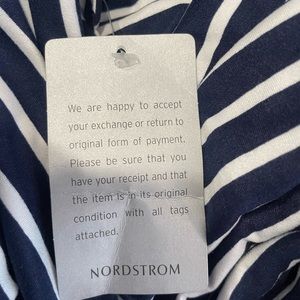 We are happy to accept
your exchange or return to
original form of payment.
Please be sure that you
have your receipt and that
the item is in its original
condition with all tags
attached.
NORDSTROM